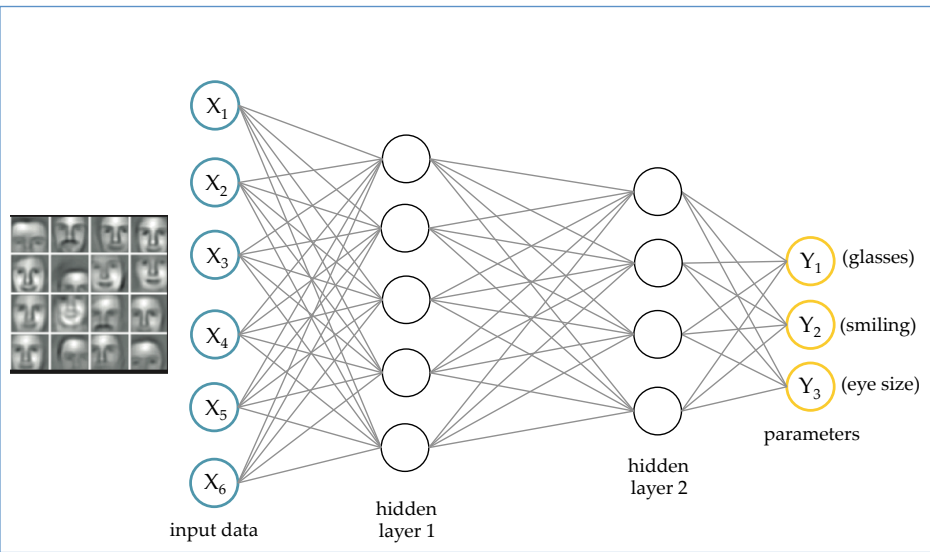 X1
X2
X3
X4
X5
X6
input data
hidden
layer 1
hidden
layer 2
Y1 (glasses)
Y2 (smiling)
Y3 (eye size)
parameters